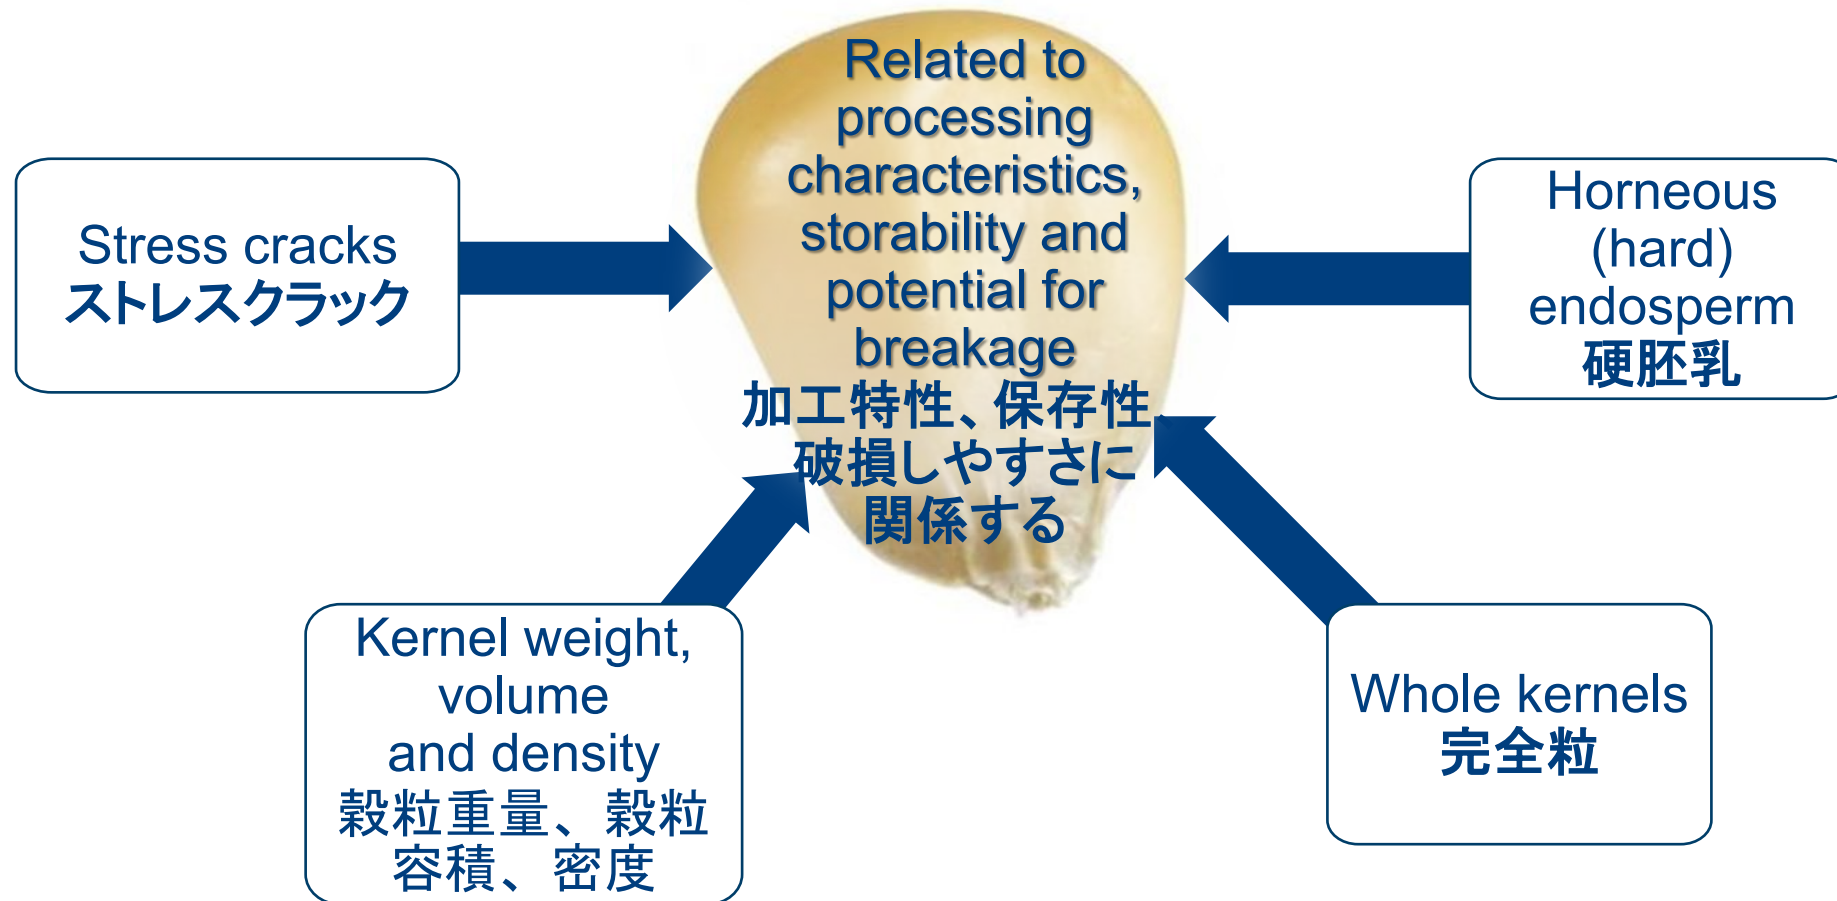 Related to
processing
characteristics,
storability and
potential for
breakage
加工特性、保存性
破損しやすさに
関係する
Stress cracks
ストレスクラック
Horneous
(hard)
endosperm
硬胚乳
Kernel weight,
volume
and density
穀粒重量、穀粒
容積、密度
Whole kernels
完全粒